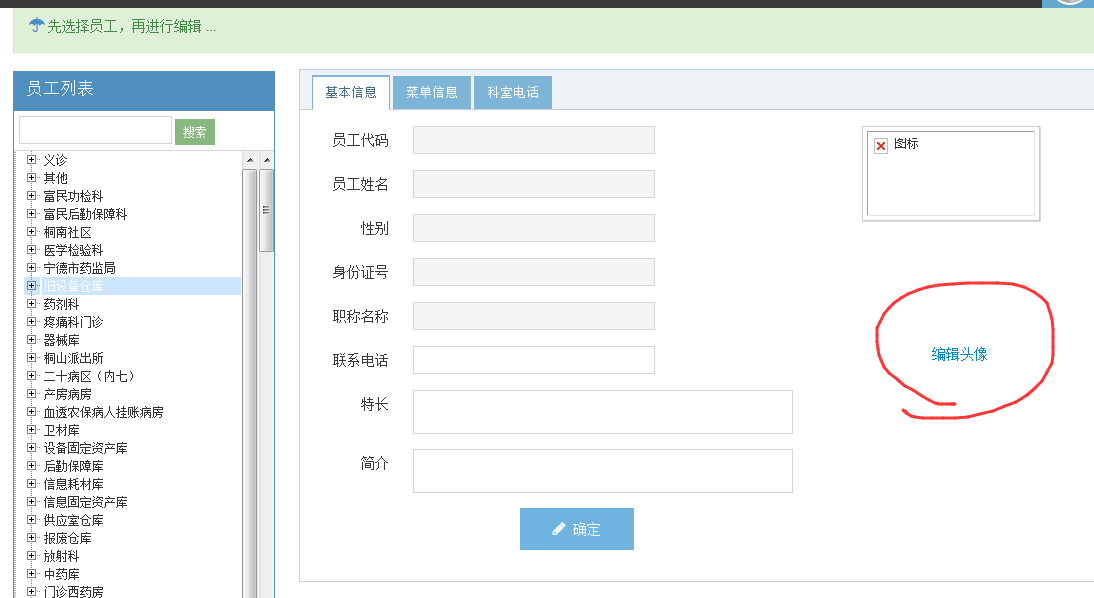 先选择员工，再进行编辑 ...
员工列表
搜索
义诊
其他
富民功检科
富民后勤保障科
桐南社区
医学检验科
宁德市药监局
旧设备仓库
药剂科
疼痛科门诊
器械库
桐山派出所
二十病区（内七）
产房病房
血透农保病人挂账病房
卫材库
设备固定资产库
后勤保障库
信息耗材库
信息固定资产库
供应室仓库
报废仓库
放射科
中药库
门诊西药房
基本信息 菜单信息 科室电话
员工代码
员工姓名
性别
身份证号
职称名称
联系电话
特长
简介
确定
图标
编辑头像